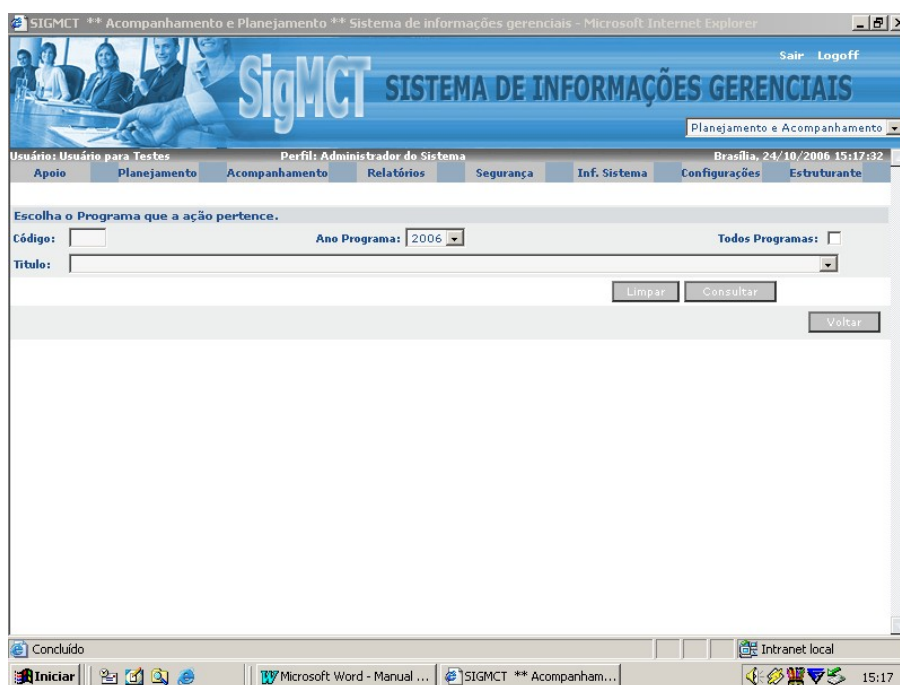 SIGMCT ** Acompanhamento e Planejamento ** Sistema de informações gerenciais - Microsoft Internet Explorer
Sair Logoff
SigMCT SISTEMA DE INFORMAÇÕES GERENCIAIS
Planejamento e Acompanhamento
Usuário: Usuário para Testes Perfil: Administrador do Sistema Brasília, 24/10/2006 15:17:32
Apoio Planejamento Acompanhamento Relatórios Segurança Inf. Sistema Configurações Estruturante
Escolha o Programa que a ação pertence.
Código: Ano Programa: 2006 Todos Programas:
Título:
Limpar Consultar
Voltar
Concluído Intranet local
Iniciar Microsoft Word - Manual ... SIGMCT ** Acompanham... 15:17